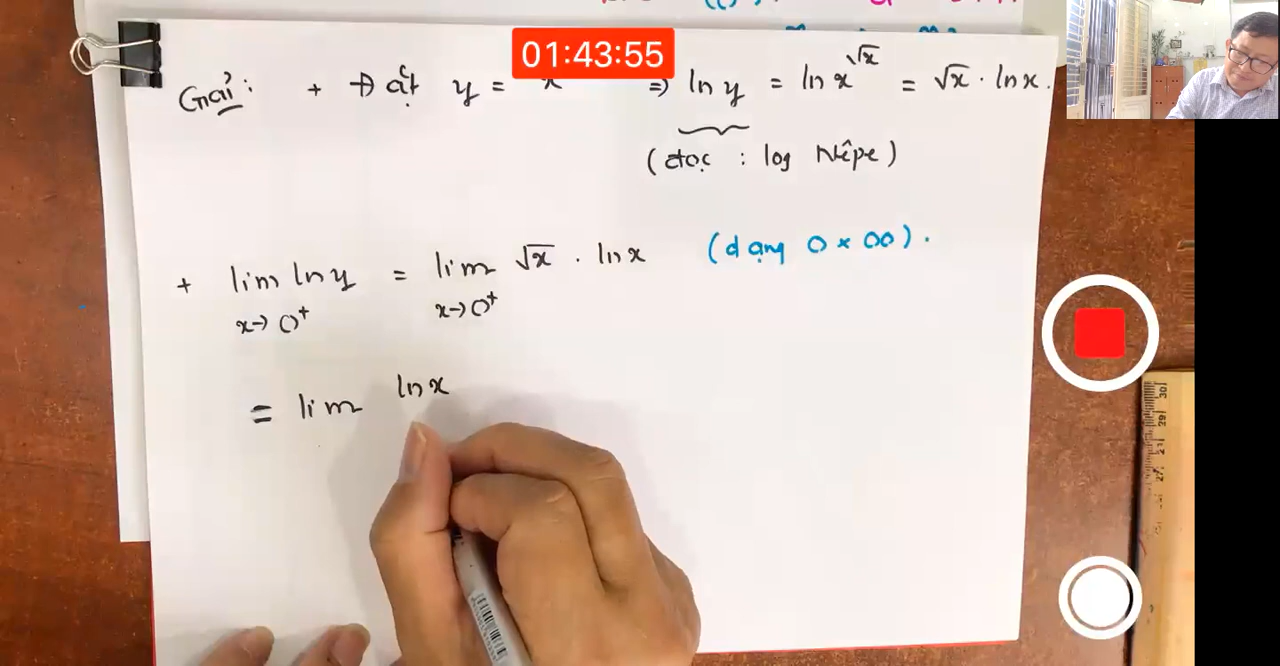 01:43:55
Giải: + Đặt y = x => ln y = ln x^√x = √x . ln x.
(đọc : log Nêpe)
+ lim ln y = lim √x . ln x (dạng 0 × ∞).
x→0⁺ x→0⁺
= lim ln x